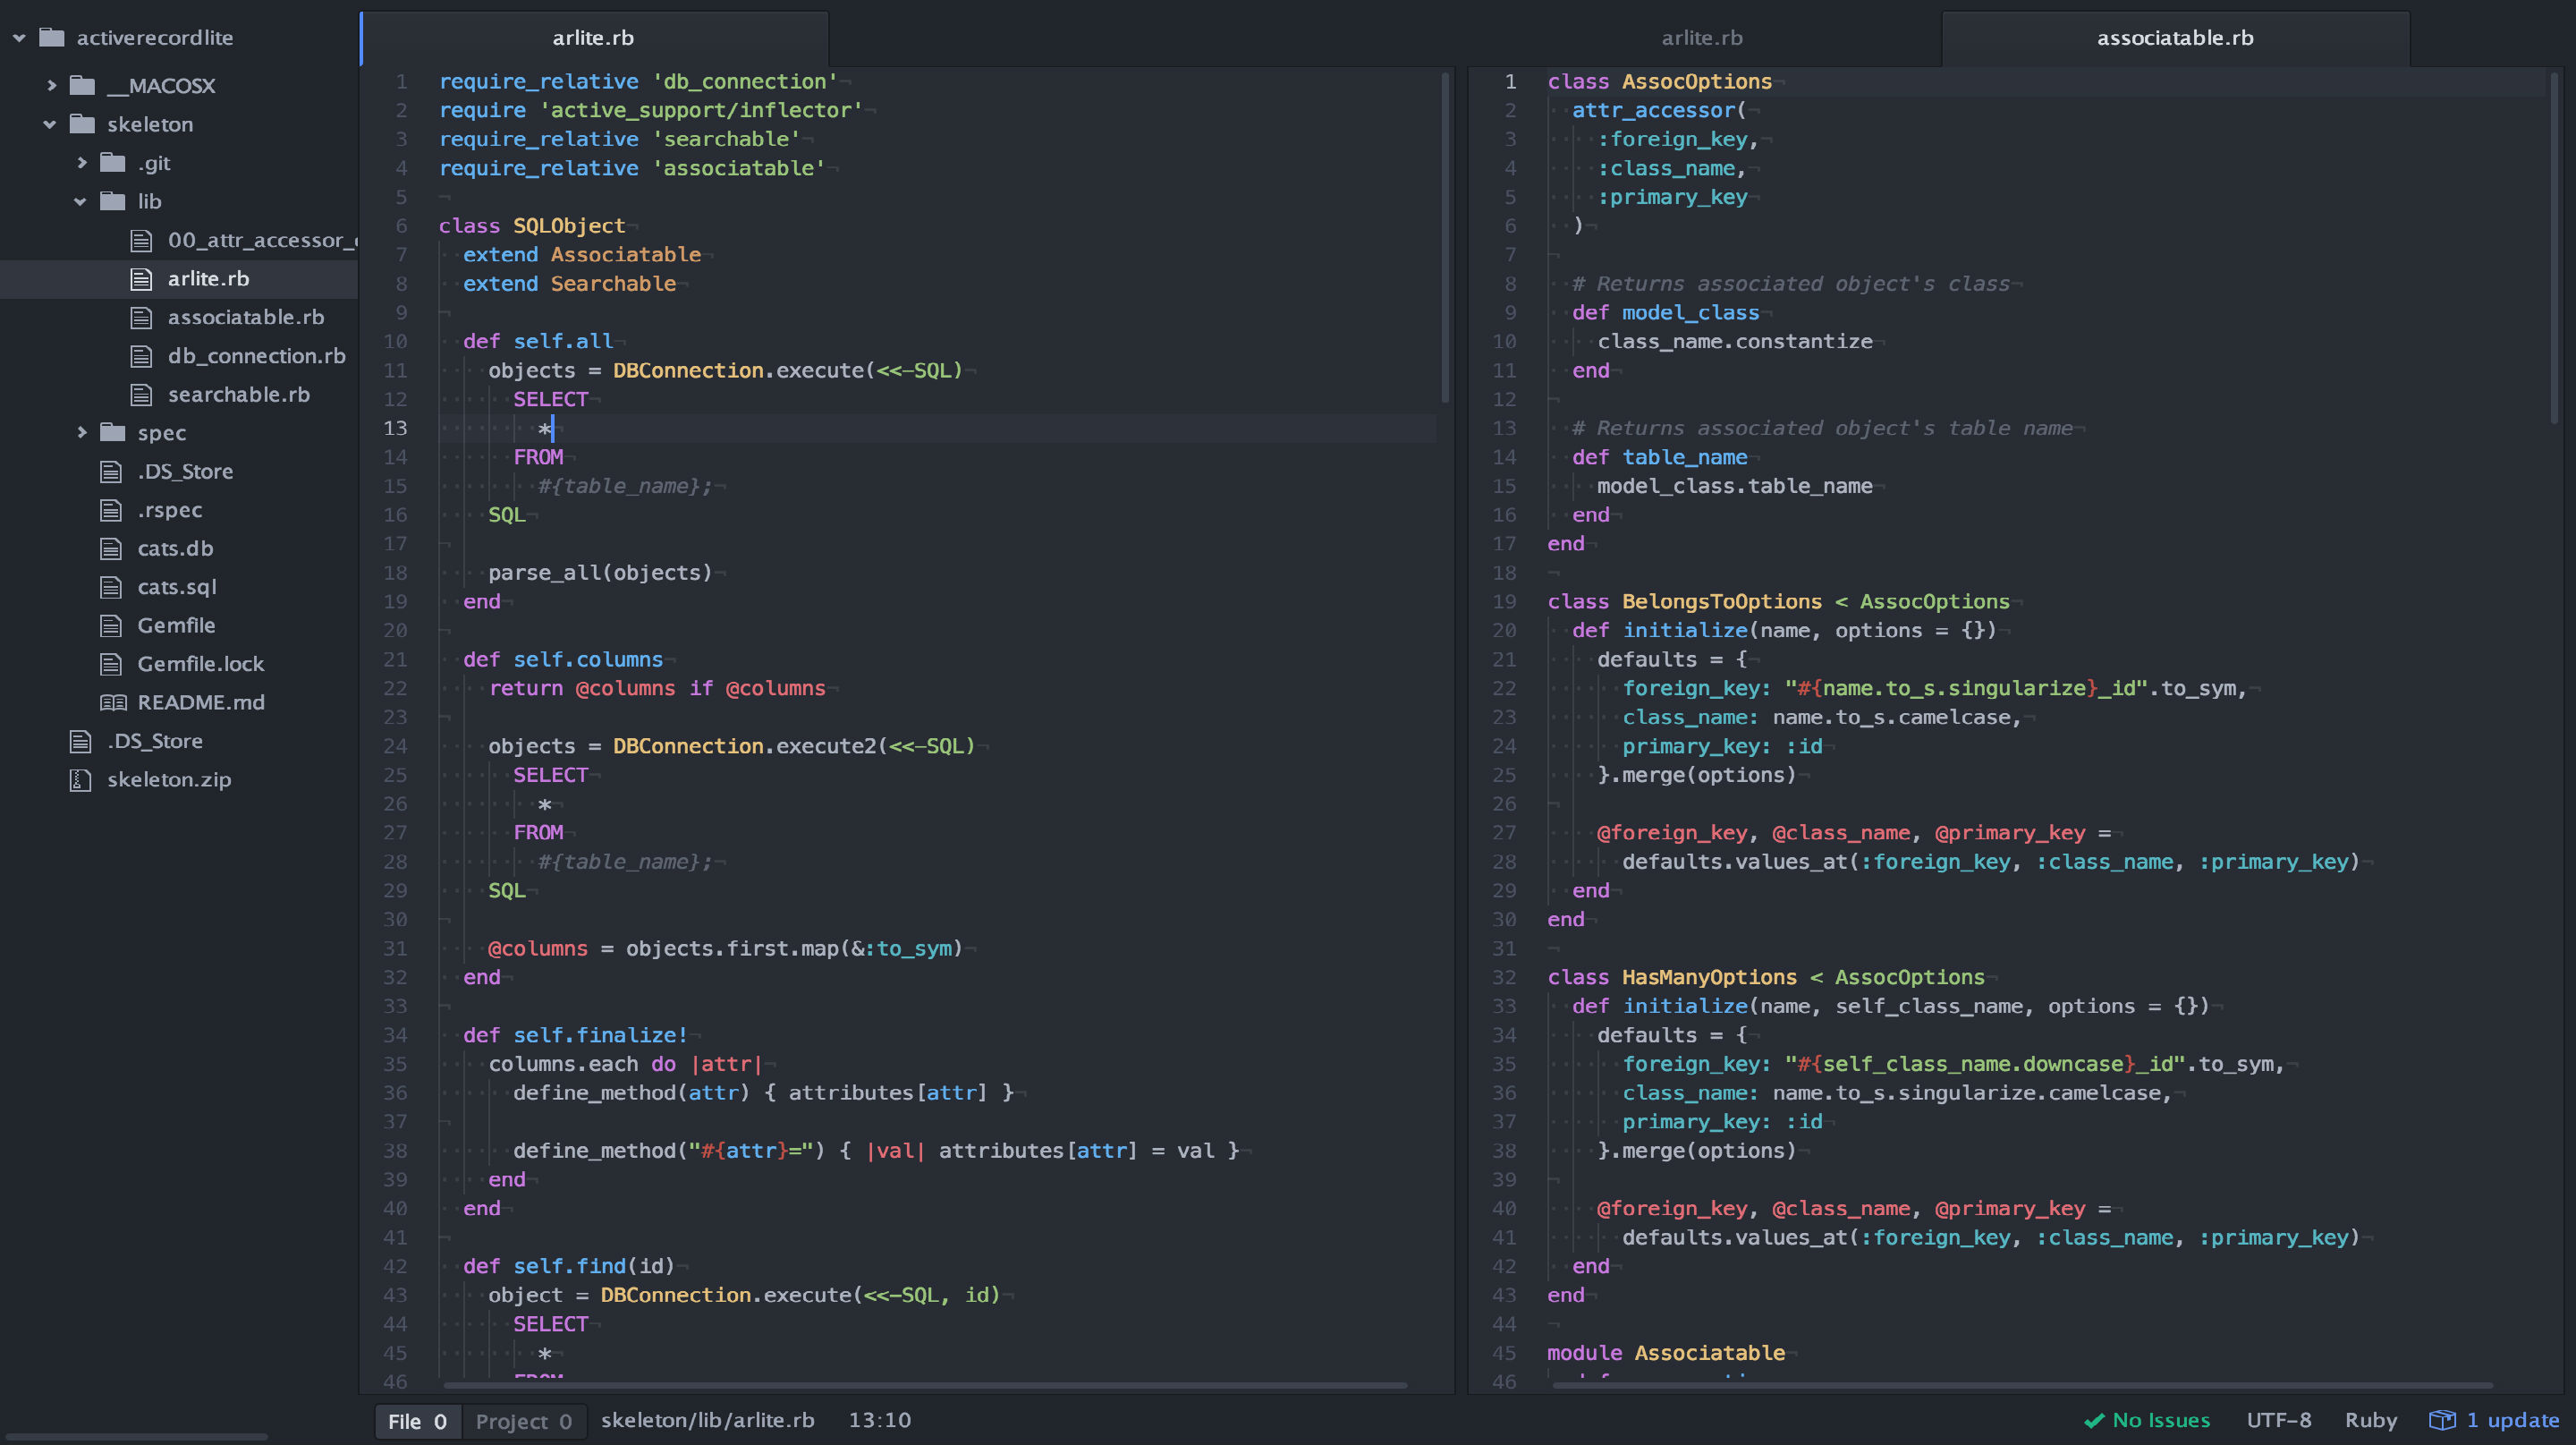 activerecordlite
__MACOSX
skeleton
.git
lib
00_attr_accessor_
arlite.rb
associatable.rb
db_connection.rb
searchable.rb
spec
.DS_Store
.rspec
cats.db
cats.sql
Gemfile
Gemfile.lock
README.md
.DS_Store
skeleton.zip
arlite.rb
1 require_relative 'db_connection'
2 require 'active_support/inflector'
3 require_relative 'searchable'
4 require_relative 'associatable'
5
6 class SQLObject
7   extend Associatable
8   extend Searchable
9
10   def self.all
11     objects = DBConnection.execute(<<-SQL)
12       SELECT
13         *
14       FROM
15         #{table_name};
16     SQL
17
18     parse_all(objects)
19   end
20
21   def self.columns
22     return @columns if @columns
23
24     objects = DBConnection.execute2(<<-SQL)
25       SELECT
26         *
27       FROM
28         #{table_name};
29     SQL
30
31     @columns = objects.first.map(&:to_sym)
32   end
33
34   def self.finalize!
35     columns.each do |attr|
36       define_method(attr) { attributes[attr] }
37
38       define_method("#{attr}=") { |val| attributes[attr] = val }
39     end
40   end
41
42   def self.find(id)
43     object = DBConnection.execute(<<-SQL, id)
44       SELECT
45         *
46       FROM
arlite.rb
associatable.rb
1 class AssocOptions
2   attr_accessor(
3     :foreign_key,
4     :class_name,
5     :primary_key
6   )
7
8   # Returns associated object's class
9   def model_class
10     class_name.constantize
11   end
12
13   # Returns associated object's table name
14   def table_name
15     model_class.table_name
16   end
17 end
18
19 class BelongsToOptions < AssocOptions
20   def initialize(name, options = {})
21     defaults = {
22       foreign_key: "#{name.to_s.singularize}_id".to_sym,
23       class_name: name.to_s.camelcase,
24       primary_key: :id
25     }.merge(options)
26
27     @foreign_key, @class_name, @primary_key =
28       defaults.values_at(:foreign_key, :class_name, :primary_key)
29   end
30 end
31
32 class HasManyOptions < AssocOptions
33   def initialize(name, self_class_name, options = {})
34     defaults = {
35       foreign_key: "#{self_class_name.downcase}_id".to_sym,
36       class_name: name.to_s.singularize.camelcase,
37       primary_key: :id
38     }.merge(options)
39
40     @foreign_key, @class_name, @primary_key =
41       defaults.values_at(:foreign_key, :class_name, :primary_key)
42   end
43 end
44
45 module Associatable
46
File 0 Project 0 skeleton/lib/arlite.rb 13:10
No Issues UTF-8 Ruby 1 update